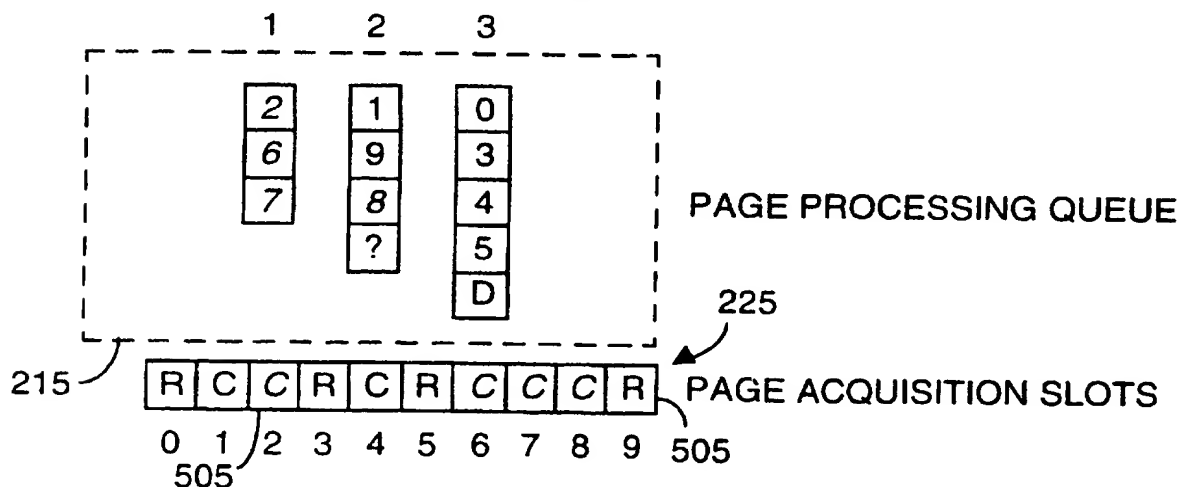 1 2 3
2 1 0
6 9 3
7 8 4
? 5
D
PAGE PROCESSING QUEUE
225
215
R C C R C R C C C R
PAGE ACQUISITION SLOTS
0 1 2 3 4 5 6 7 8 9
505
505